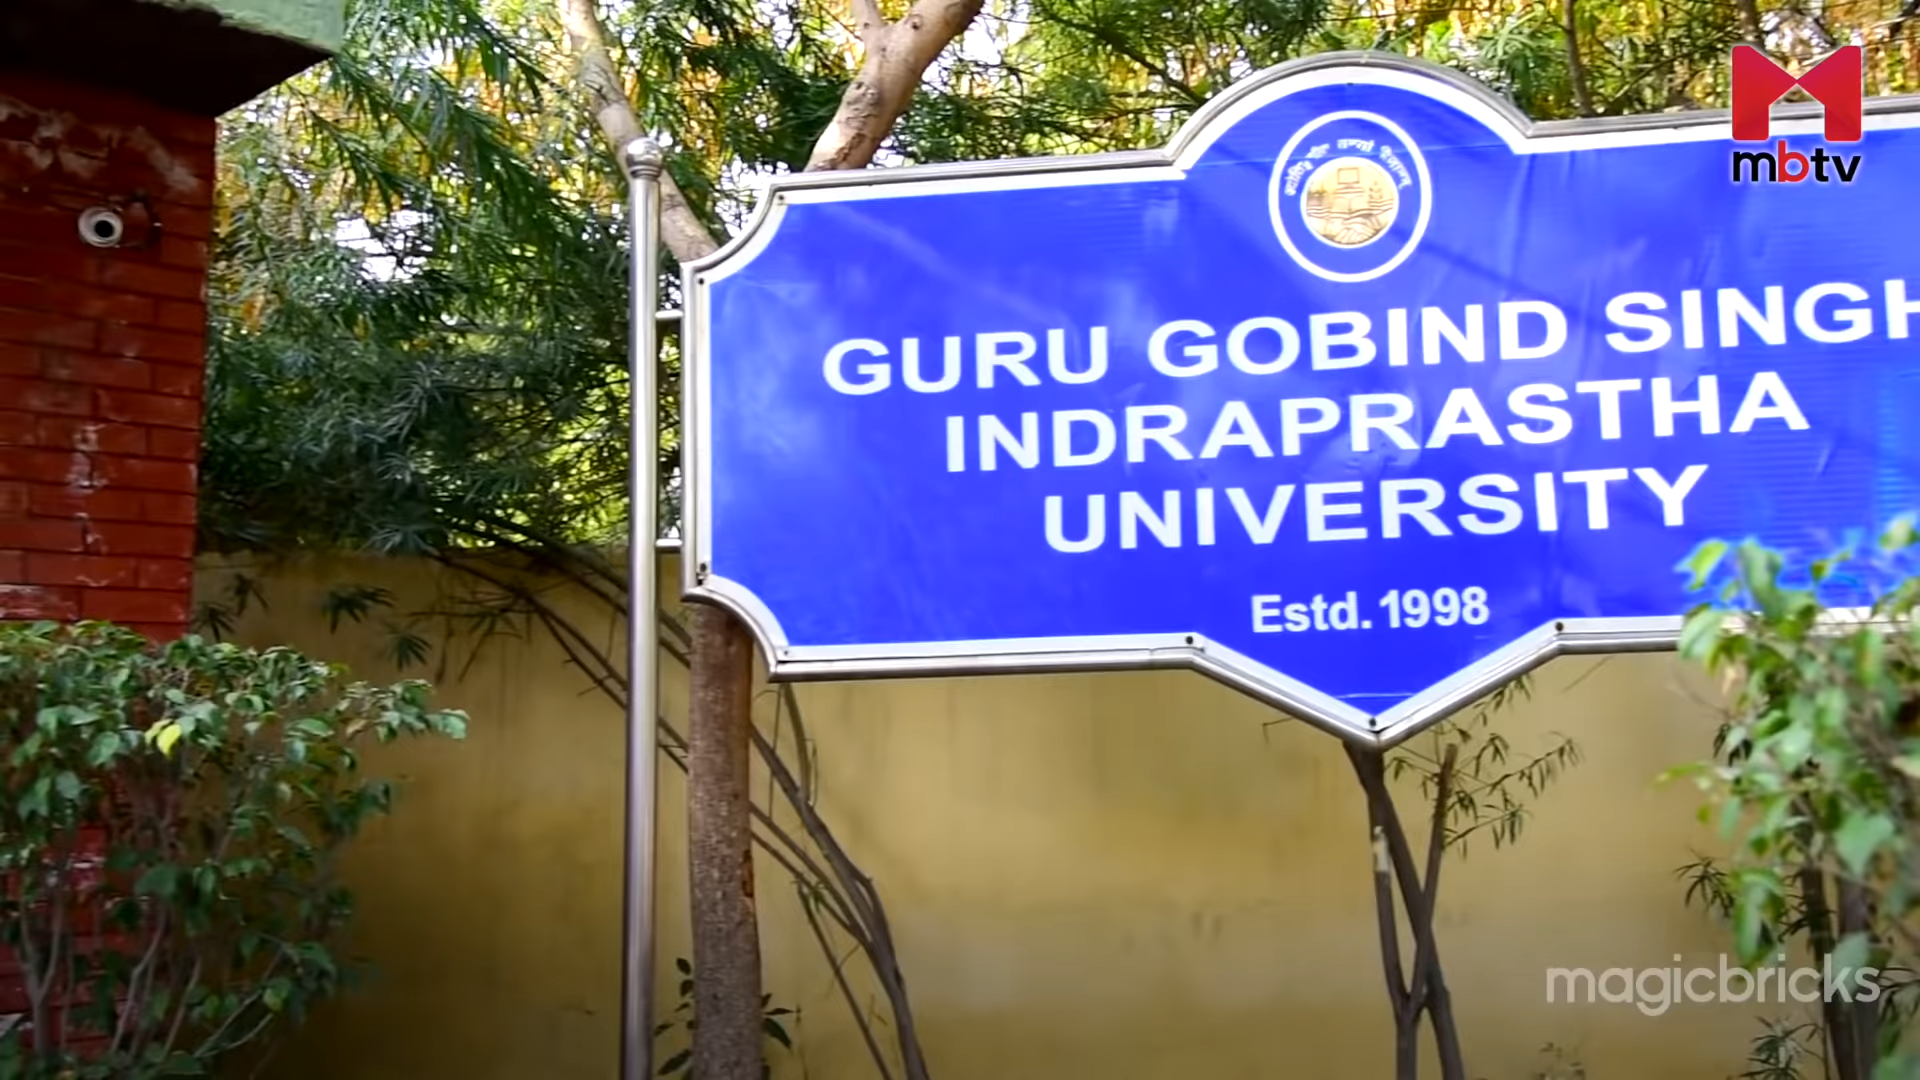 mbtv
GURU GOBIND SINGH
INDRAPRASTHA
UNIVERSITY
Estd. 1998
magicbricks